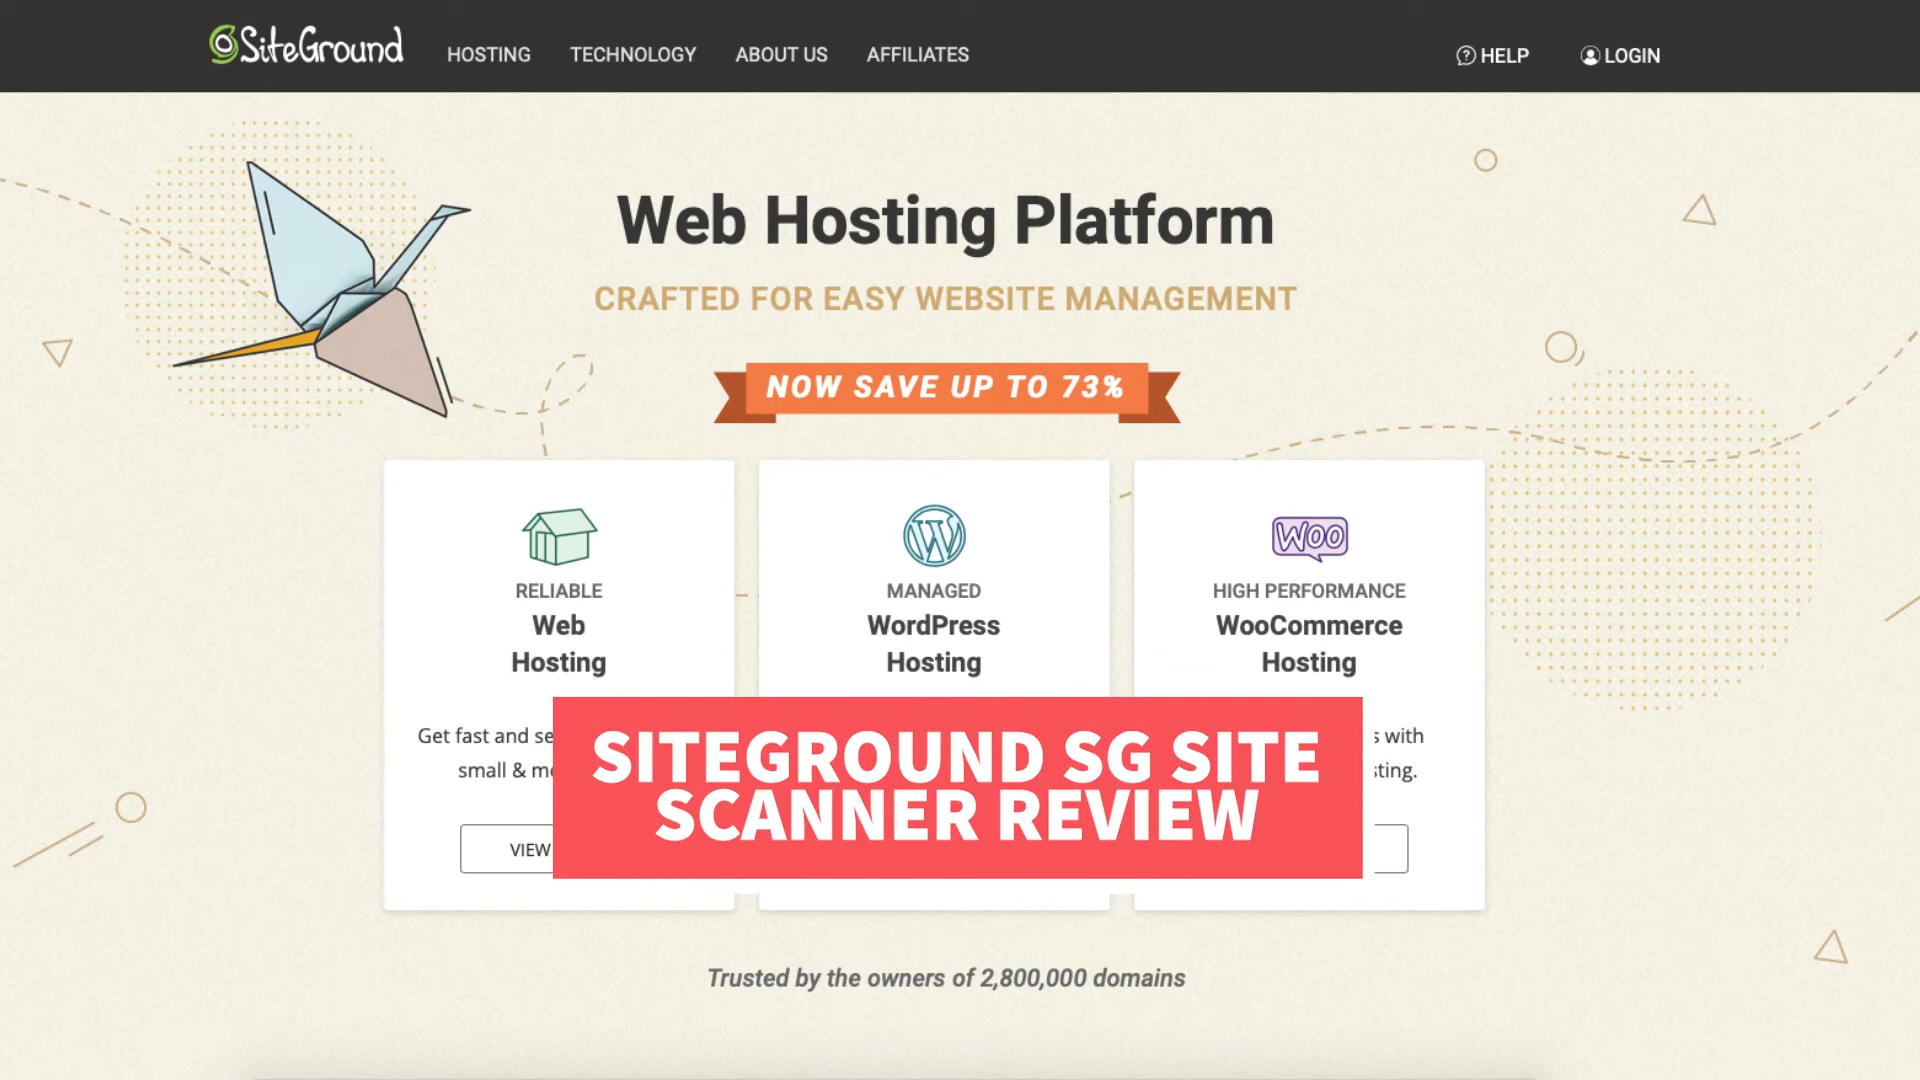 SiteGround
HOSTING
TECHNOLOGY
ABOUT US
AFFILIATES
HELP
LOGIN
Web Hosting Platform
CRAFTED FOR EASY WEBSITE MANAGEMENT
NOW SAVE UP TO 73%
RELIABLE
Web
Hosting
Get fast and se
small & m
VIEW
MANAGED
WordPress
Hosting
WOO
HIGH PERFORMANCE
WooCommerce
Hosting
s with
sting.
SITEGROUND SG SITE
SCANNER REVIEW
Trusted by the owners of 2,800,000 domains